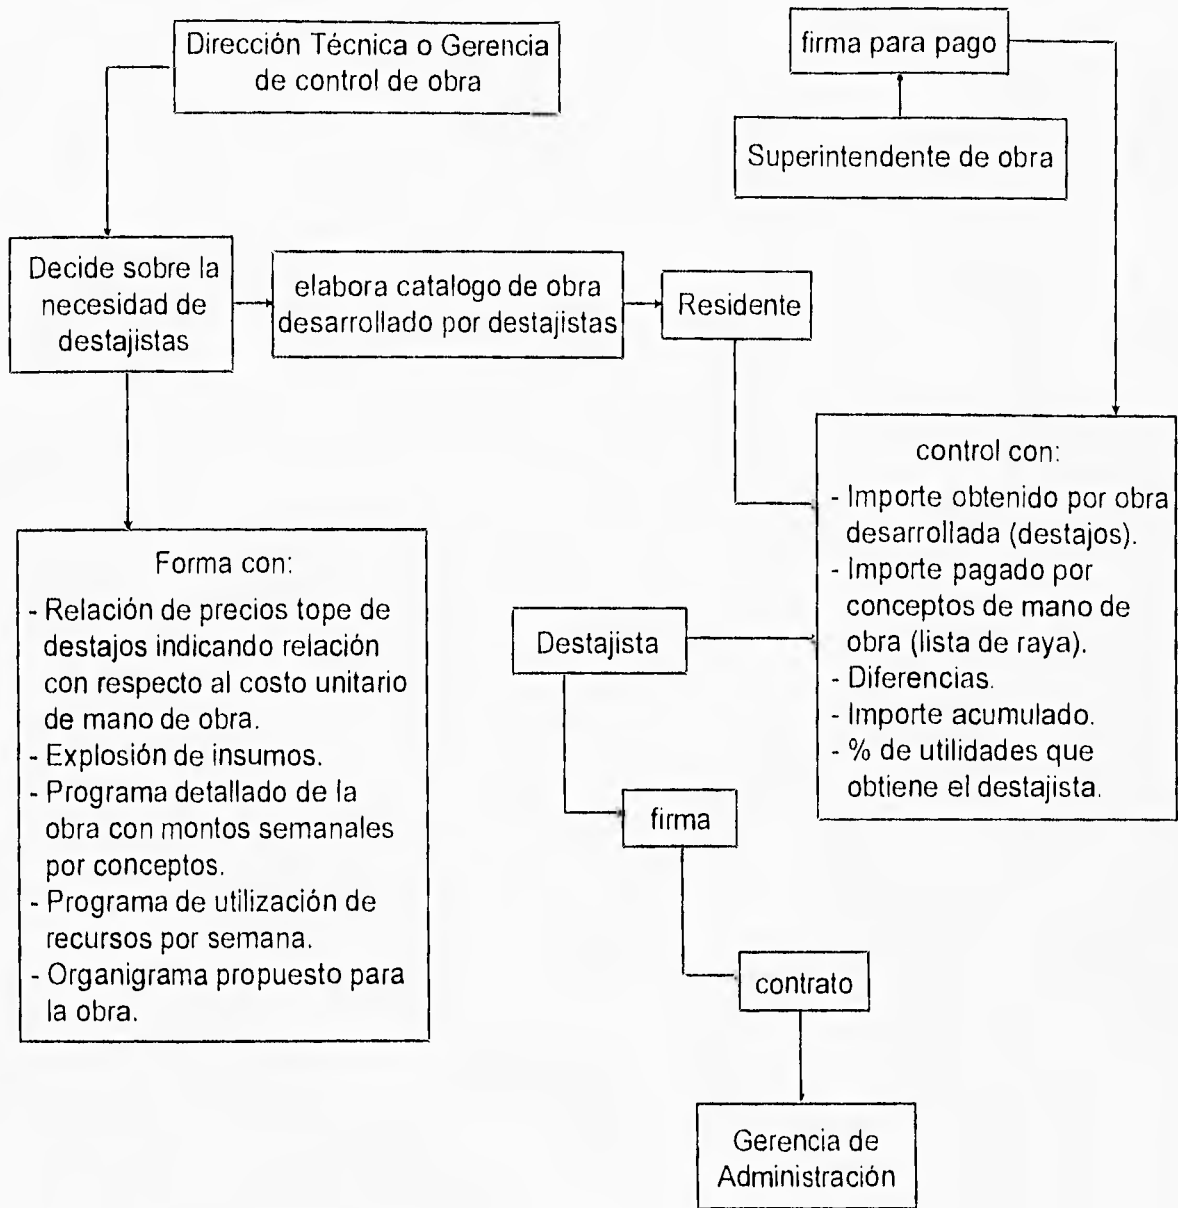 Dirección Técnica o Gerencia
de control de obra
firma para pago
Superintendente de obra
Decide sobre la
necesidad de
destajistas
elabora catalogo de obra
desarrollado por destajistas
Residente
control con:
- Importe obtenido por obra
desarrollada (destajos).
- Importe pagado por
conceptos de mano de
obra (lista de raya).
- Diferencias.
- Importe acumulado.
- % de utilidades que
obtiene el destajista.
Forma con:
- Relación de precios tope de
destajos indicando relación
con respecto al costo unitario
de mano de obra.
- Explosión de insumos.
- Programa detallado de la
obra con montos semanales
por conceptos.
- Programa de utilización de
recursos por semana.
- Organigrama propuesto para
la obra.
Destajista
firma
contrato
Gerencia de
Administración